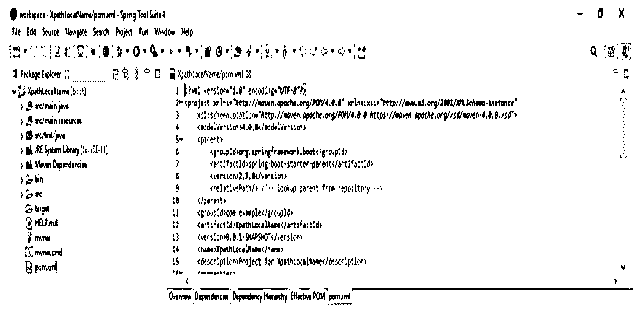 workspace - XpathLocalName/pom.xml - Spring Tool Suite 4
File Edit Source Navigate Search Project Run Window Help
Package Explorer
XpathLocalName/pom.xml
XpathLocalName [boot]
src/main/java
src/main/resources
src/test/java
JRE System Library
Maven Dependencies
bin
src
target
HELP.md
mvnw
mvnw.cmd
pom.xml
1 <?xml version="1.0" encoding="UTF-8"?>
2 <project xmlns="http://maven.apache.org/POM/4.0.0" xmlns:xsi="http://www.w3.org/2001/XMLSchema-instance"
3 xsi:schemaLocation="http://maven.apache.org/POM/4.0.0 https://maven.apache.org/xsd/maven-4.0.0.xsd">
4 <modelVersion>4.0.0</modelVersion>
5 <parent>
6 <groupId>org.springframework.boot</groupId>
7 <artifactId>spring-boot-starter-parent</artifactId>
8 <version>2.3.0</version>
9 <relativePath/> <!-- lookup parent from repository -->
10 </parent>
11 <groupId>com.example</groupId>
12 <artifactId>XpathLocalName</artifactId>
13 <version>0.0.1-SNAPSHOT</version>
14 <name>XpathLocalName</name>
15 <description>Project for XpathLocalName</description>
16
Overview Dependencies Dependency Hierarchy Effective POM pom.xml